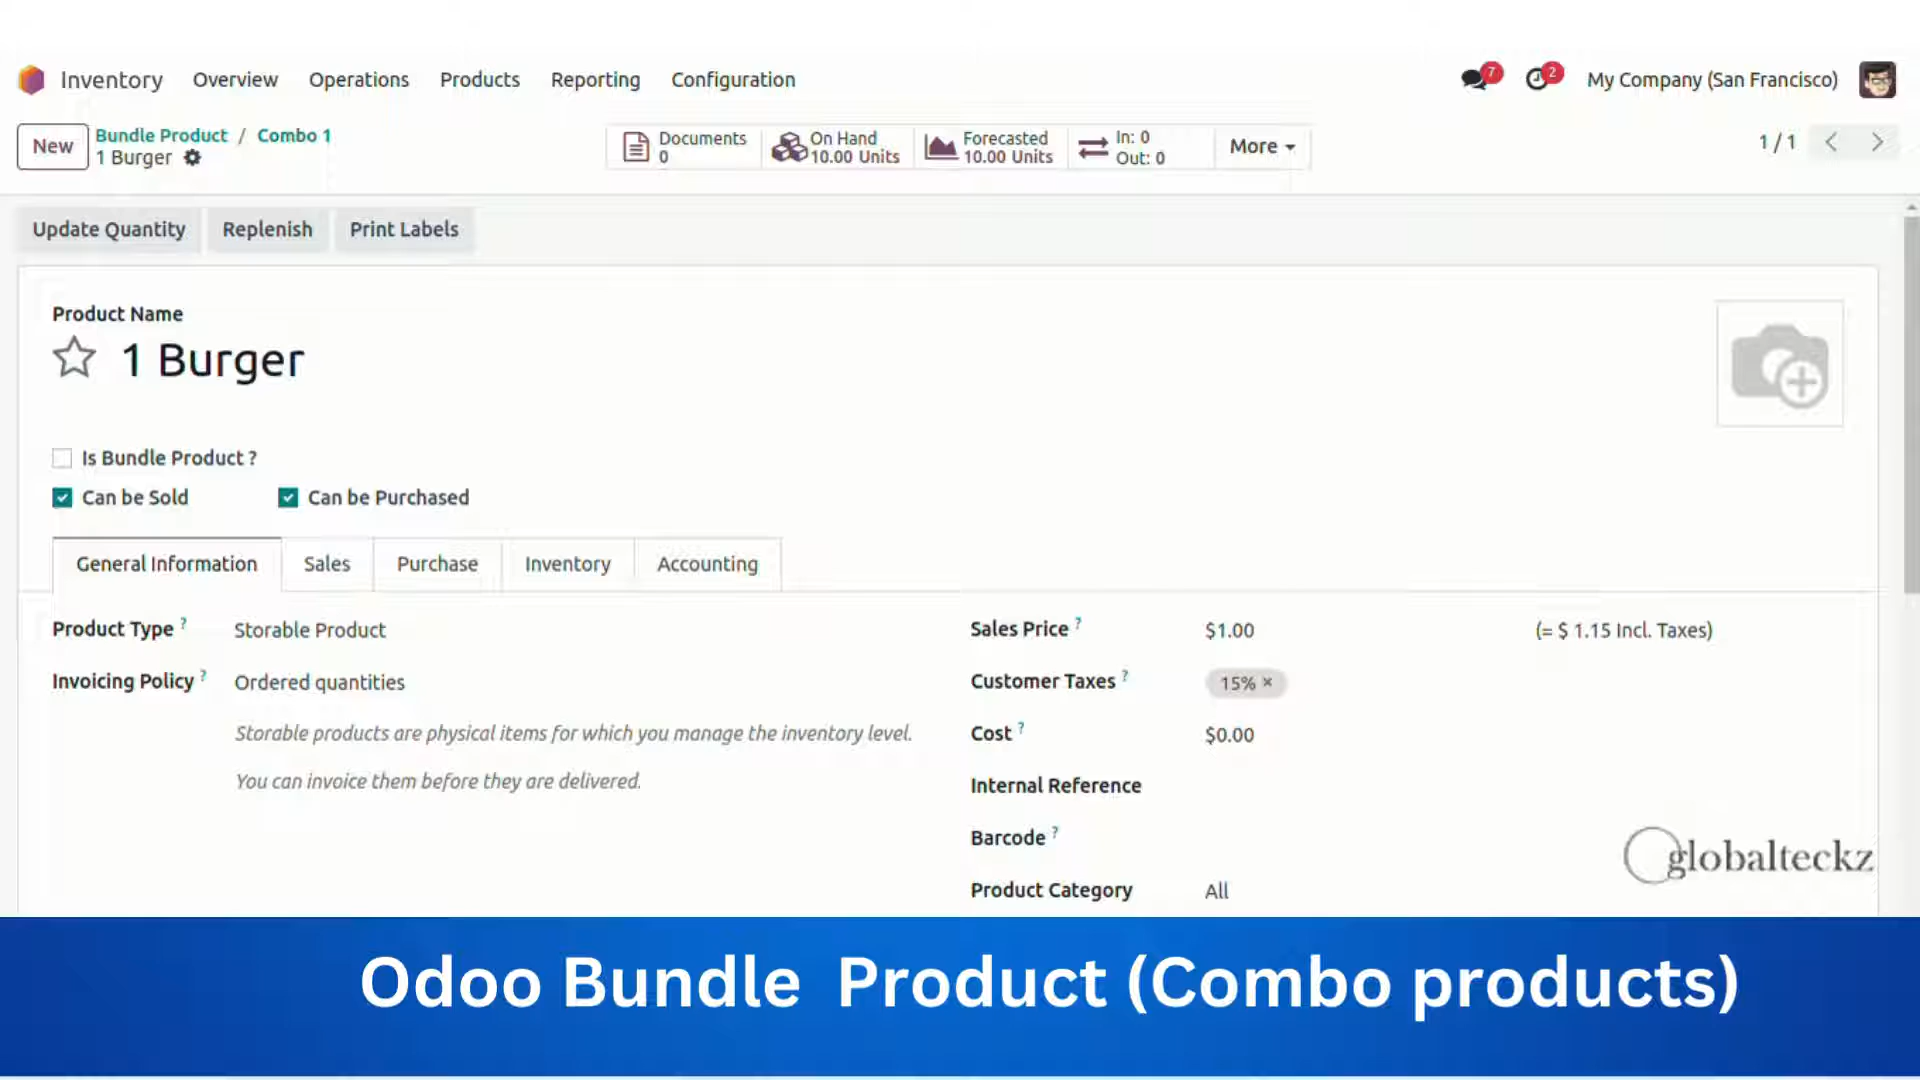 Inventory Overview Operations Products Reporting Configuration 7 2 My Company (San Francisco)
New Bundle Product / Combo 1
1 Burger
Documents 0
On Hand 10.00 Units
Forecasted 10.00 Units
In: 0
Out: 0
More
1 / 1
Update Quantity Replenish Print Labels
Product Name
1 Burger
Is Bundle Product ?
Can be Sold Can be Purchased
General Information Sales Purchase Inventory Accounting
Product Type ? Storable Product Sales Price ? $1.00 (= $ 1.15 Incl. Taxes)
Invoicing Policy ? Ordered quantities Customer Taxes ? 15% ×
Storable products are physical items for which you manage the inventory level. Cost ? $0.00
You can invoice them before they are delivered. Internal Reference
Barcode ?
globalteckz
Product Category All
Odoo Bundle Product (Combo products)